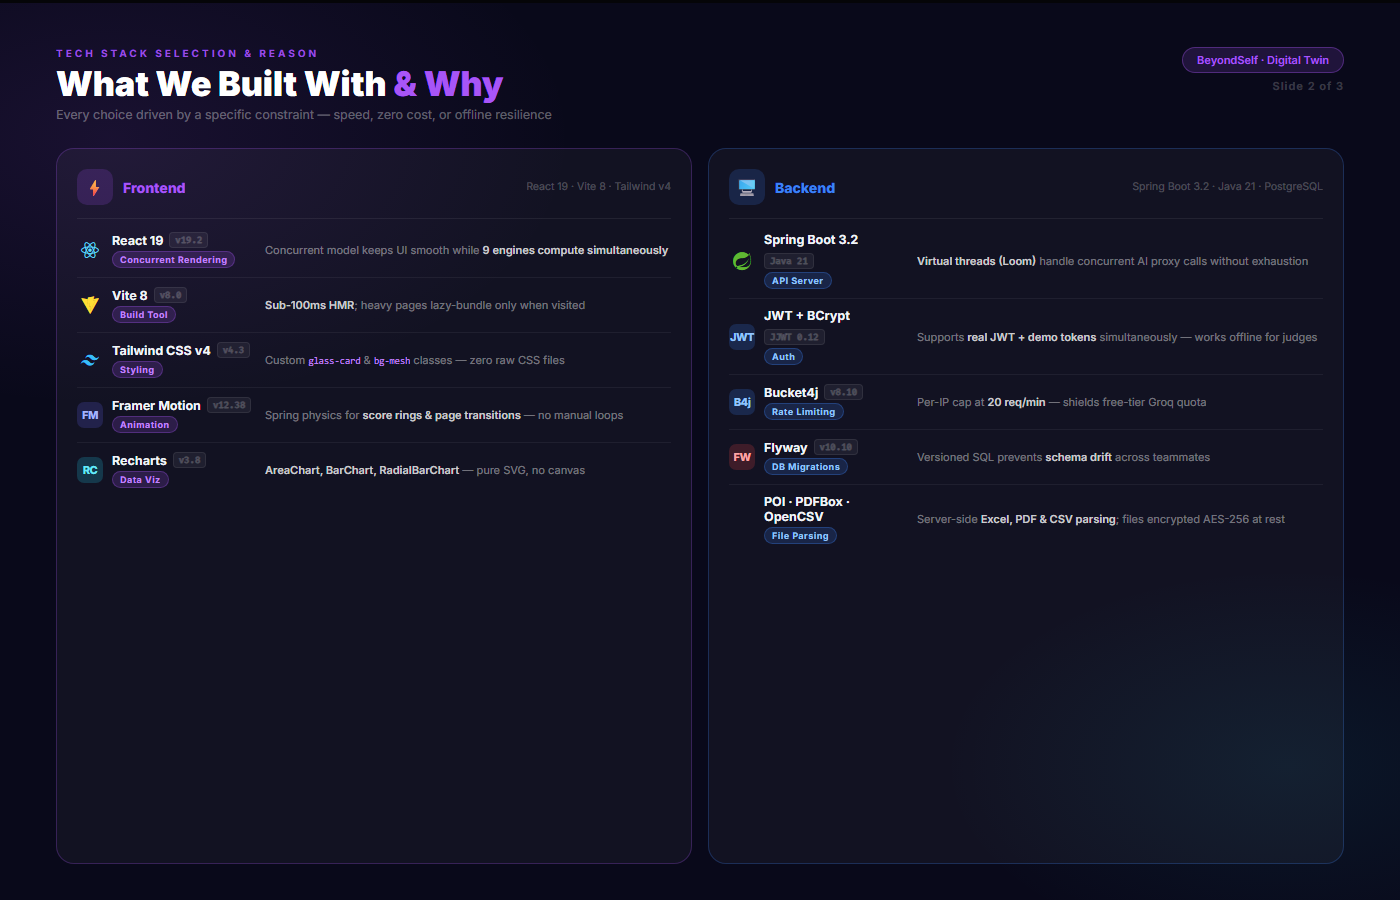 TECH STACK SELECTION & REASON
What We Built With & Why
Every choice driven by a specific constraint — speed, zero cost, or offline resilience
BeyondSelf · Digital Twin
Slide 2 of 3
Frontend
React 19 · Vite 8 · Tailwind v4
React 19 v19.2
Concurrent Rendering
Concurrent model keeps UI smooth while 9 engines compute simultaneously
Vite 8 v8.0
Build Tool
Sub-100ms HMR; heavy pages lazy-bundle only when visited
Tailwind CSS v4 v4.3
Styling
Custom glass-card & bg-mesh classes — zero raw CSS files
FM
Framer Motion v12.38
Animation
Spring physics for score rings & page transitions — no manual loops
RC
Recharts v3.8
Data Viz
AreaChart, BarChart, RadialBarChart — pure SVG, no canvas
Backend
Spring Boot 3.2 · Java 21 · PostgreSQL
Spring Boot 3.2
Java 21
API Server
Virtual threads (Loom) handle concurrent AI proxy calls without exhaustion
JWT
JWT + BCrypt
JJWT 0.12
Auth
Supports real JWT + demo tokens simultaneously — works offline for judges
B4j
Bucket4j v8.10
Rate Limiting
Per-IP cap at 20 req/min — shields free-tier Groq quota
FW
Flyway v10.10
DB Migrations
Versioned SQL prevents schema drift across teammates
POI · PDFBox ·
OpenCSV
File Parsing
Server-side Excel, PDF & CSV parsing; files encrypted AES-256 at rest